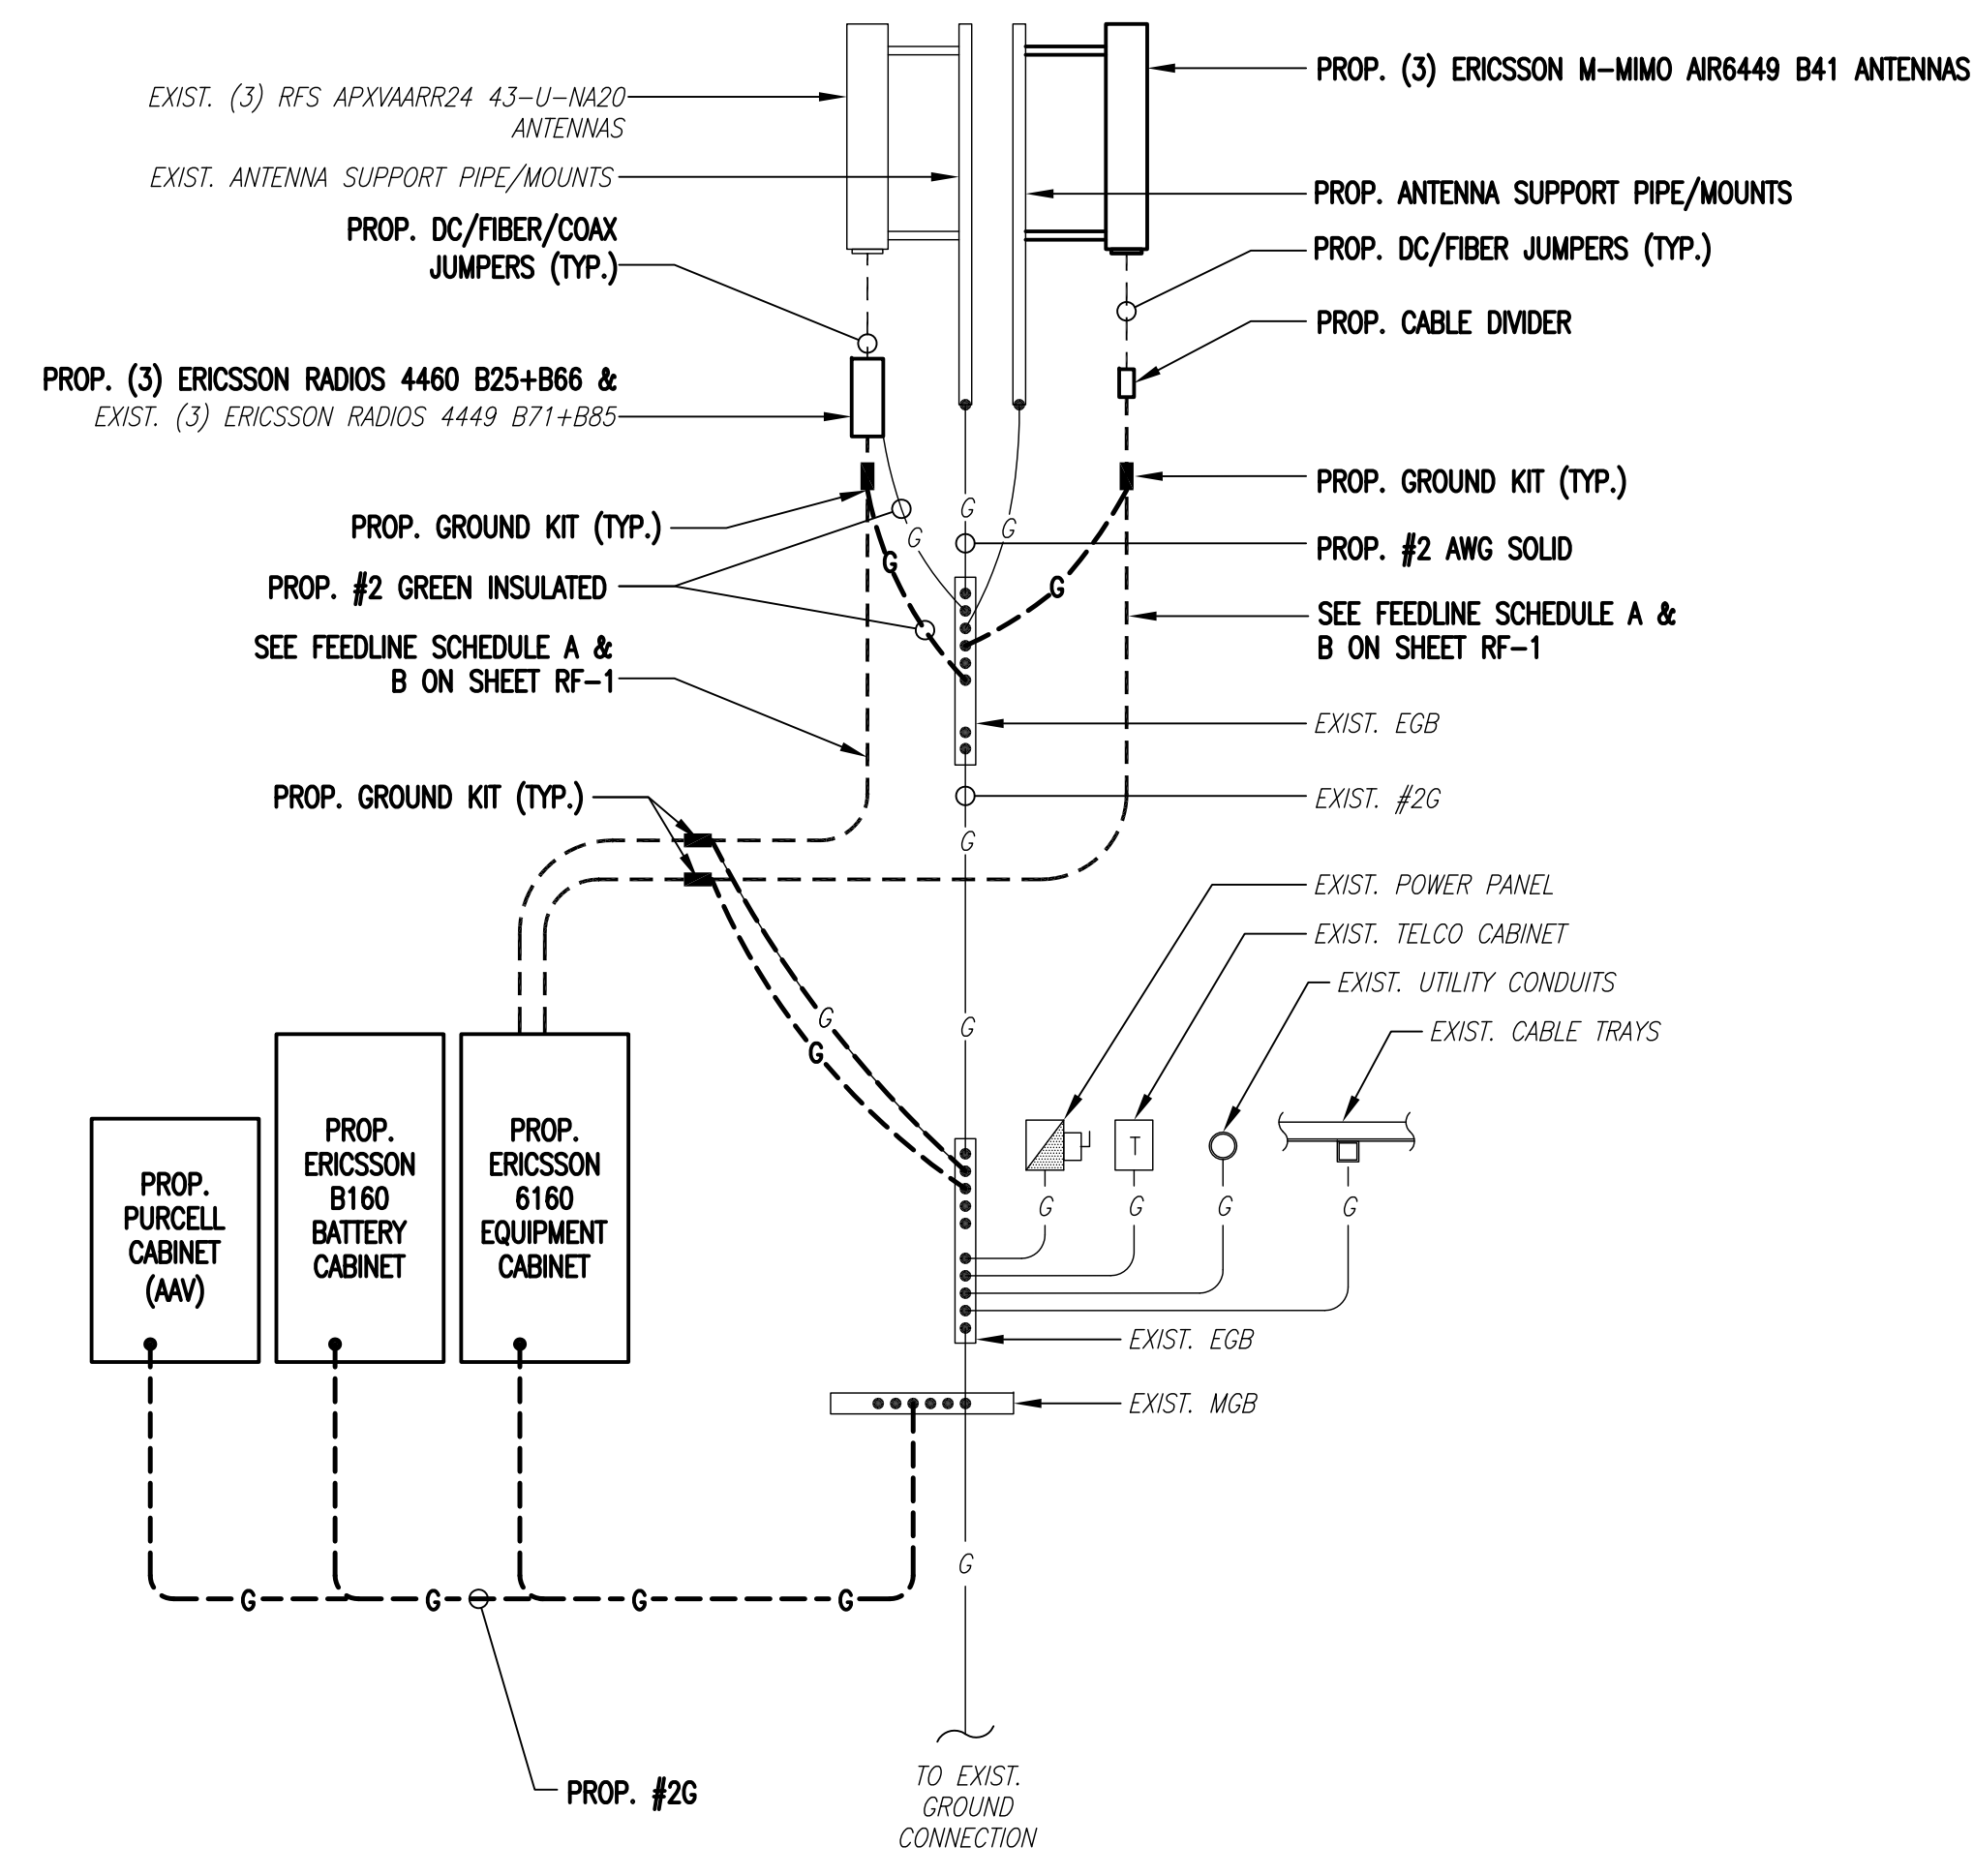 EXIST. (3) RFS APXVAARR24 43-U-NA20
ANTENNAS
EXIST. ANTENNA SUPPORT PIPE/MOUNTS
PROP. DC/FIBER/COAX
JUMPERS (TYP.)
PROP. (3) ERICSSON RADIOS 4460 B25+B66 &
EXIST. (3) ERICSSON RADIOS 4449 B71+B85
PROP. GROUND KIT (TYP.)
PROP. #2 GREEN INSULATED
SEE FEEDLINE SCHEDULE A &
B ON SHEET RF-1
PROP. GROUND KIT (TYP.)
PROP. (3) ERICSSON M-MIMO AIR6449 B41 ANTENNAS
PROP. ANTENNA SUPPORT PIPE/MOUNTS
PROP. DC/FIBER JUMPERS (TYP.)
PROP. CABLE DIVIDER
PROP. GROUND KIT (TYP.)
PROP. #2 AWG SOLID
SEE FEEDLINE SCHEDULE A &
B ON SHEET RF-1
EXIST. EGB
EXIST. #2G
EXIST. POWER PANEL
EXIST. TELCO CABINET
EXIST. UTILITY CONDUITS
EXIST. CABLE TRAYS
G
G
G
G
G
G
G
G
G
T
G
G
G
G
PROP.
PURCELL
CABINET
(AAV)
PROP.
ERICSSON
B160
BATTERY
CABINET
PROP.
ERICSSON
6160
EQUIPMENT
CABINET
EXIST. EGB
EXIST. MGB
G
G
G
G
G
PROP. #2G
TO EXIST.
GROUND
CONNECTION